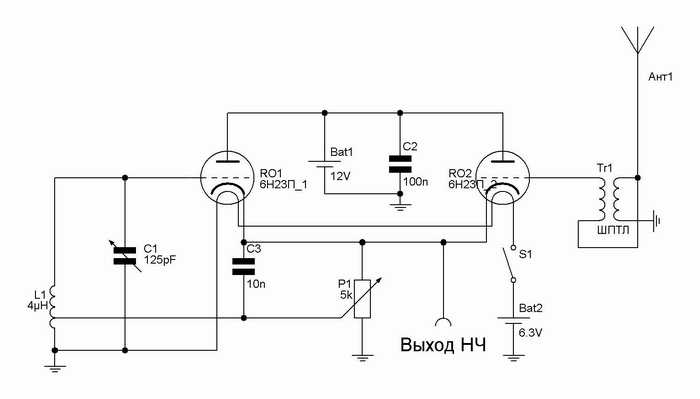 Ант1
Bat1
12V
C2
100n
RO1
6Н23П_1
RO2
6Н23П_2
Tr1
ШПТЛ
C1
125pF
C3
10n
S1
L1
4µH
P1
5k
Bat2
6.3V
Выход НЧ